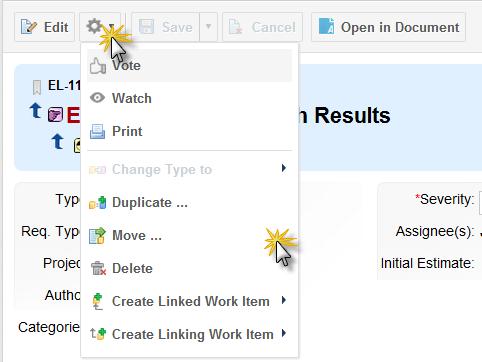 Edit Save Cancel Open in Document
Vote
EL-11
Watch
E n Results
Print
Change Type to
Duplicate ...
*Severity:
Move ...
Req. Typ Assignee(s):
Delete
Projec Initial Estimate:
Create Linked Work Item
Autho
Create Linking Work Item
Categorie
Typ